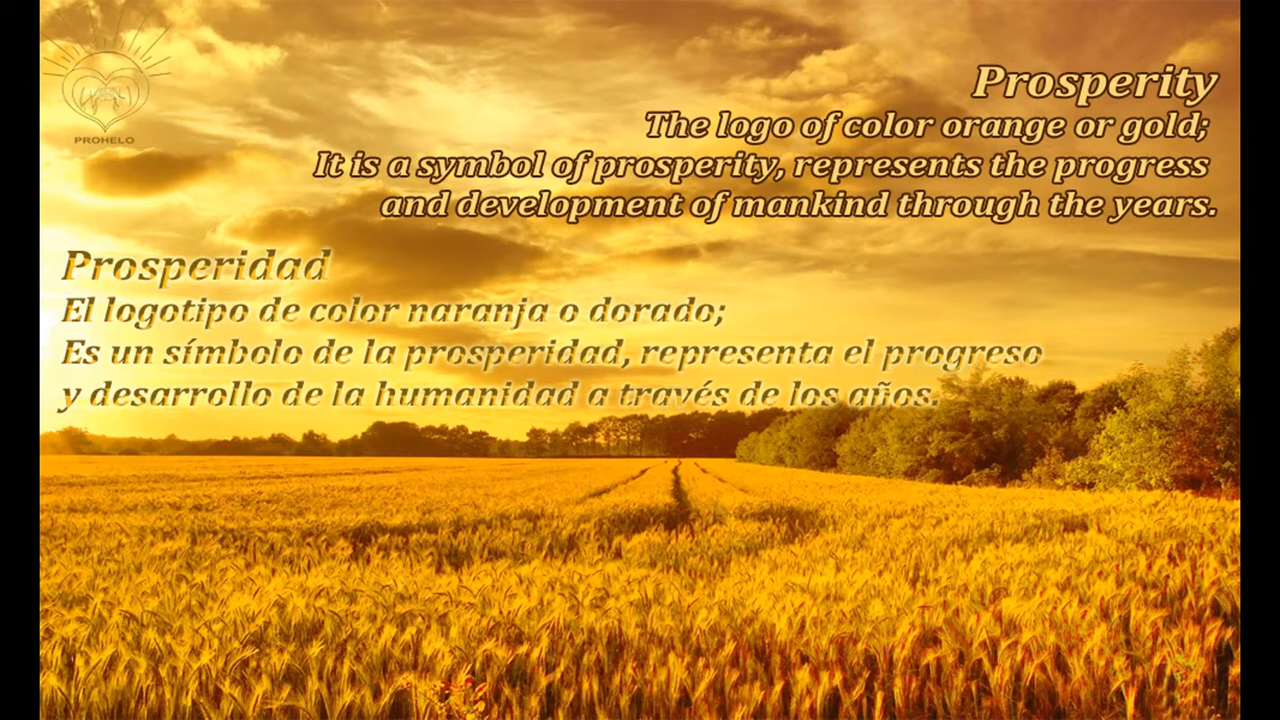 PROHELO
Prosperity
The logo of color orange or gold;
It is a symbol of prosperity, represents the progress
and development of mankind through the years.
Prosperidad
El logotipo de color naranja o dorado;
Es un símbolo de la prosperidad, representa el progreso
y desarrollo de la humanidad a través de los años.